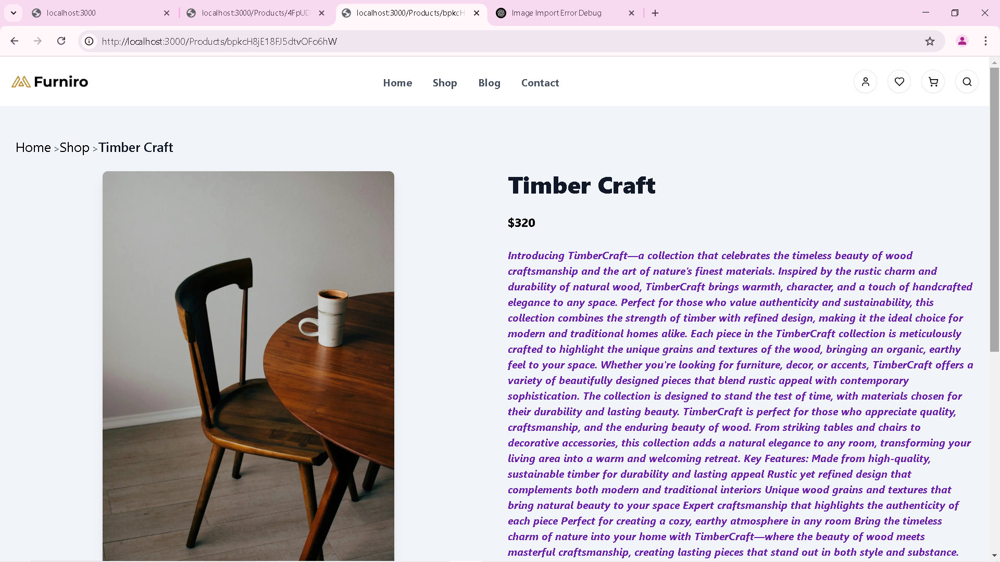 localhost:3000
localhost:3000/Products/4FpUD
localhost:3000/Products/bpkcH
Image Import Error Debug
http://localhost:3000/Products/bpkcH8jE18FJ5dtvOFo6hW
Furniro
Home
Shop
Blog
Contact
Home >Shop >Timber Craft
Timber Craft
$320
Introducing TimberCraft—a collection that celebrates the timeless beauty of wood
craftsmanship and the art of nature's finest materials. Inspired by the rustic charm and
durability of natural wood, TimberCraft brings warmth, character, and a touch of handcrafted
elegance to any space. Perfect for those who value authenticity and sustainability, this
collection combines the strength of timber with refined design, making it the ideal choice for
modern and traditional homes alike. Each piece in the TimberCraft collection is meticulously
crafted to highlight the unique grains and textures of the wood, bringing an organic, earthy
feel to your space. Whether you're looking for furniture, decor, or accents, TimberCraft offers a
variety of beautifully designed pieces that blend rustic appeal with contemporary
sophistication. The collection is designed to stand the test of time, with materials chosen for
their durability and lasting beauty. TimberCraft is perfect for those who appreciate quality,
craftsmanship, and the enduring beauty of wood. From striking tables and chairs to
decorative accessories, this collection adds a natural elegance to any room, transforming your
living area into a warm and welcoming retreat. Key Features: Made from high-quality,
sustainable timber for durability and lasting appeal Rustic yet refined design that
complements both modern and traditional interiors Unique wood grains and textures that
bring natural beauty to your space Expert craftsmanship that highlights the authenticity of
each piece Perfect for creating a cozy, earthy atmosphere in any room Bring the timeless
charm of nature into your home with TimberCraft—where the beauty of wood meets
masterful craftsmanship, creating lasting pieces that stand out in both style and substance.